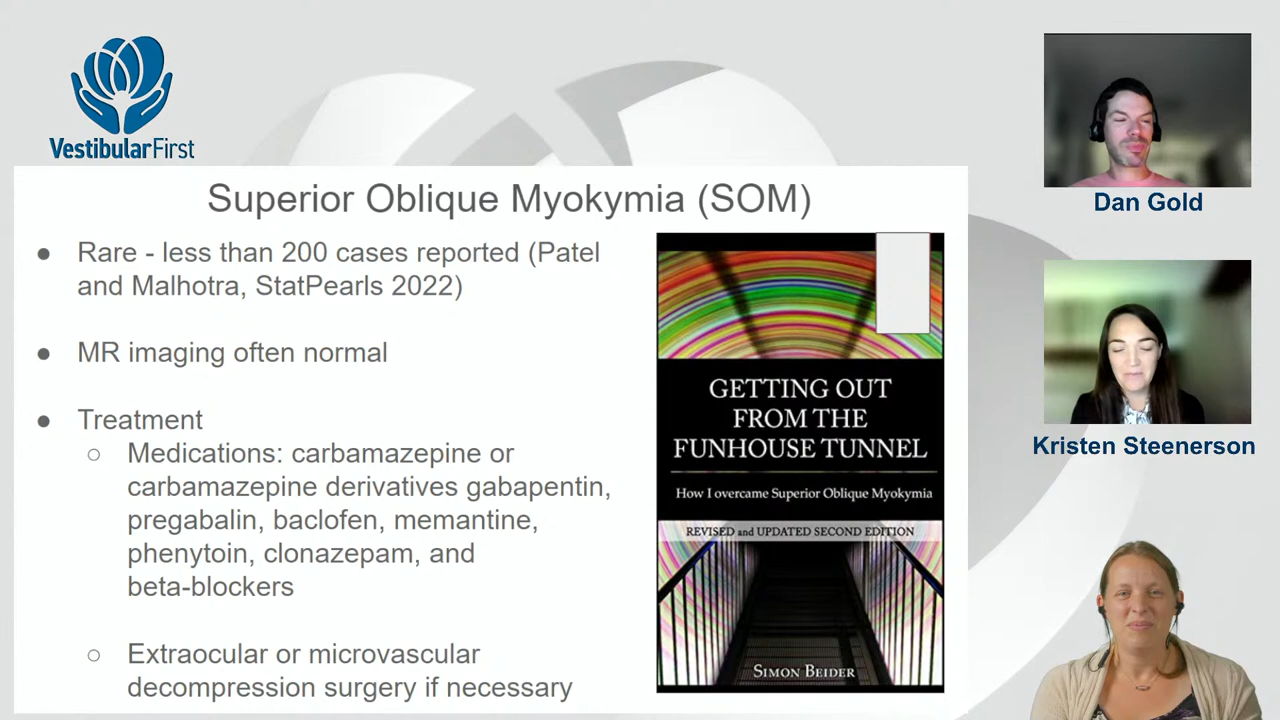 VestibularFirst
Superior Oblique Myokymia (SOM)
● Rare - less than 200 cases reported (Patel
and Malhotra, StatPearls 2022)
● MR imaging often normal
● Treatment
○ Medications: carbamazepine or
carbamazepine derivatives gabapentin,
pregabalin, baclofen, memantine,
phenytoin, clonazepam, and
beta-blockers
○ Extraocular or microvascular
decompression surgery if necessary
GETTING OUT
FROM THE
FUNHOUSE TUNNEL
How I overcame Superior Oblique Myokymia
REVISED and UPDATED SECOND EDITION
SIMON BEIDER
Dan Gold
Kristen Steenerson